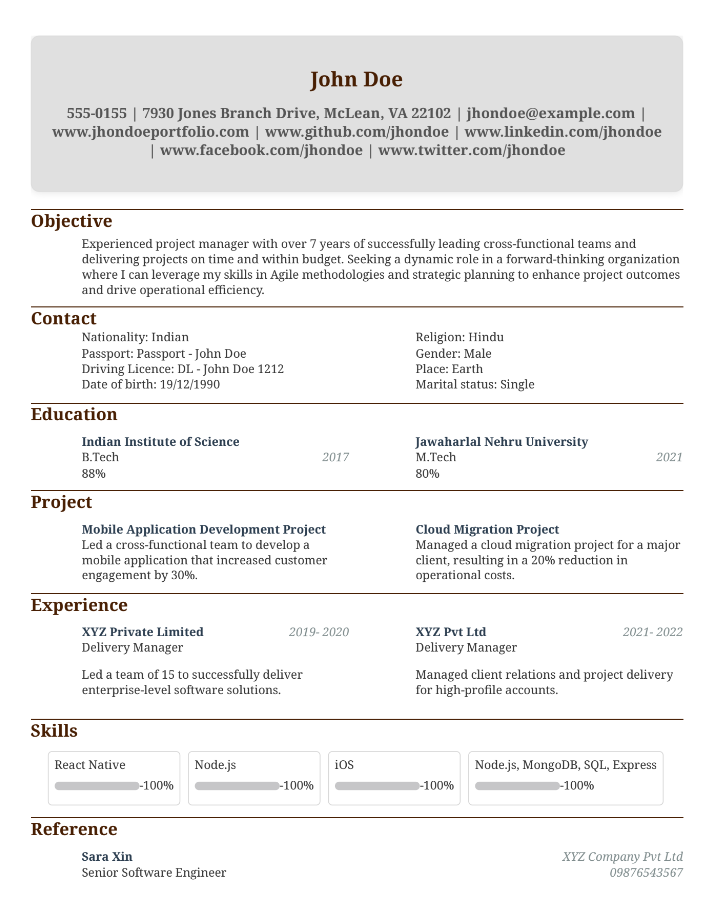 John Doe
555-0155 | 7930 Jones Branch Drive, McLean, VA 22102 | jhondoe@example.com |
www.jhondoeportfolio.com | www.github.com/jhondoe | www.linkedin.com/jhondoe
| www.facebook.com/jhondoe | www.twitter.com/jhondoe
Objective
Experienced project manager with over 7 years of successfully leading cross-functional teams and
delivering projects on time and within budget. Seeking a dynamic role in a forward-thinking organization
where I can leverage my skills in Agile methodologies and strategic planning to enhance project outcomes
and drive operational efficiency.
Contact
Nationality: Indian
Passport: Passport - John Doe
Driving Licence: DL - John Doe 1212
Date of birth: 19/12/1990
Religion: Hindu
Gender: Male
Place: Earth
Marital status: Single
Education
Indian Institute of Science
B.Tech 2017
88%
Jawaharlal Nehru University
M.Tech 2021
80%
Project
Mobile Application Development Project
Led a cross-functional team to develop a
mobile application that increased customer
engagement by 30%.
Cloud Migration Project
Managed a cloud migration project for a major
client, resulting in a 20% reduction in
operational costs.
Experience
XYZ Private Limited 2019- 2020
Delivery Manager
Led a team of 15 to successfully deliver
enterprise-level software solutions.
XYZ Pvt Ltd 2021- 2022
Delivery Manager
Managed client relations and project delivery
for high-profile accounts.
Skills
React Native
-100%
Node.js
-100%
iOS
-100%
Node.js, MongoDB, SQL, Express
-100%
Reference
Sara Xin XYZ Company Pvt Ltd
Senior Software Engineer 09876543567